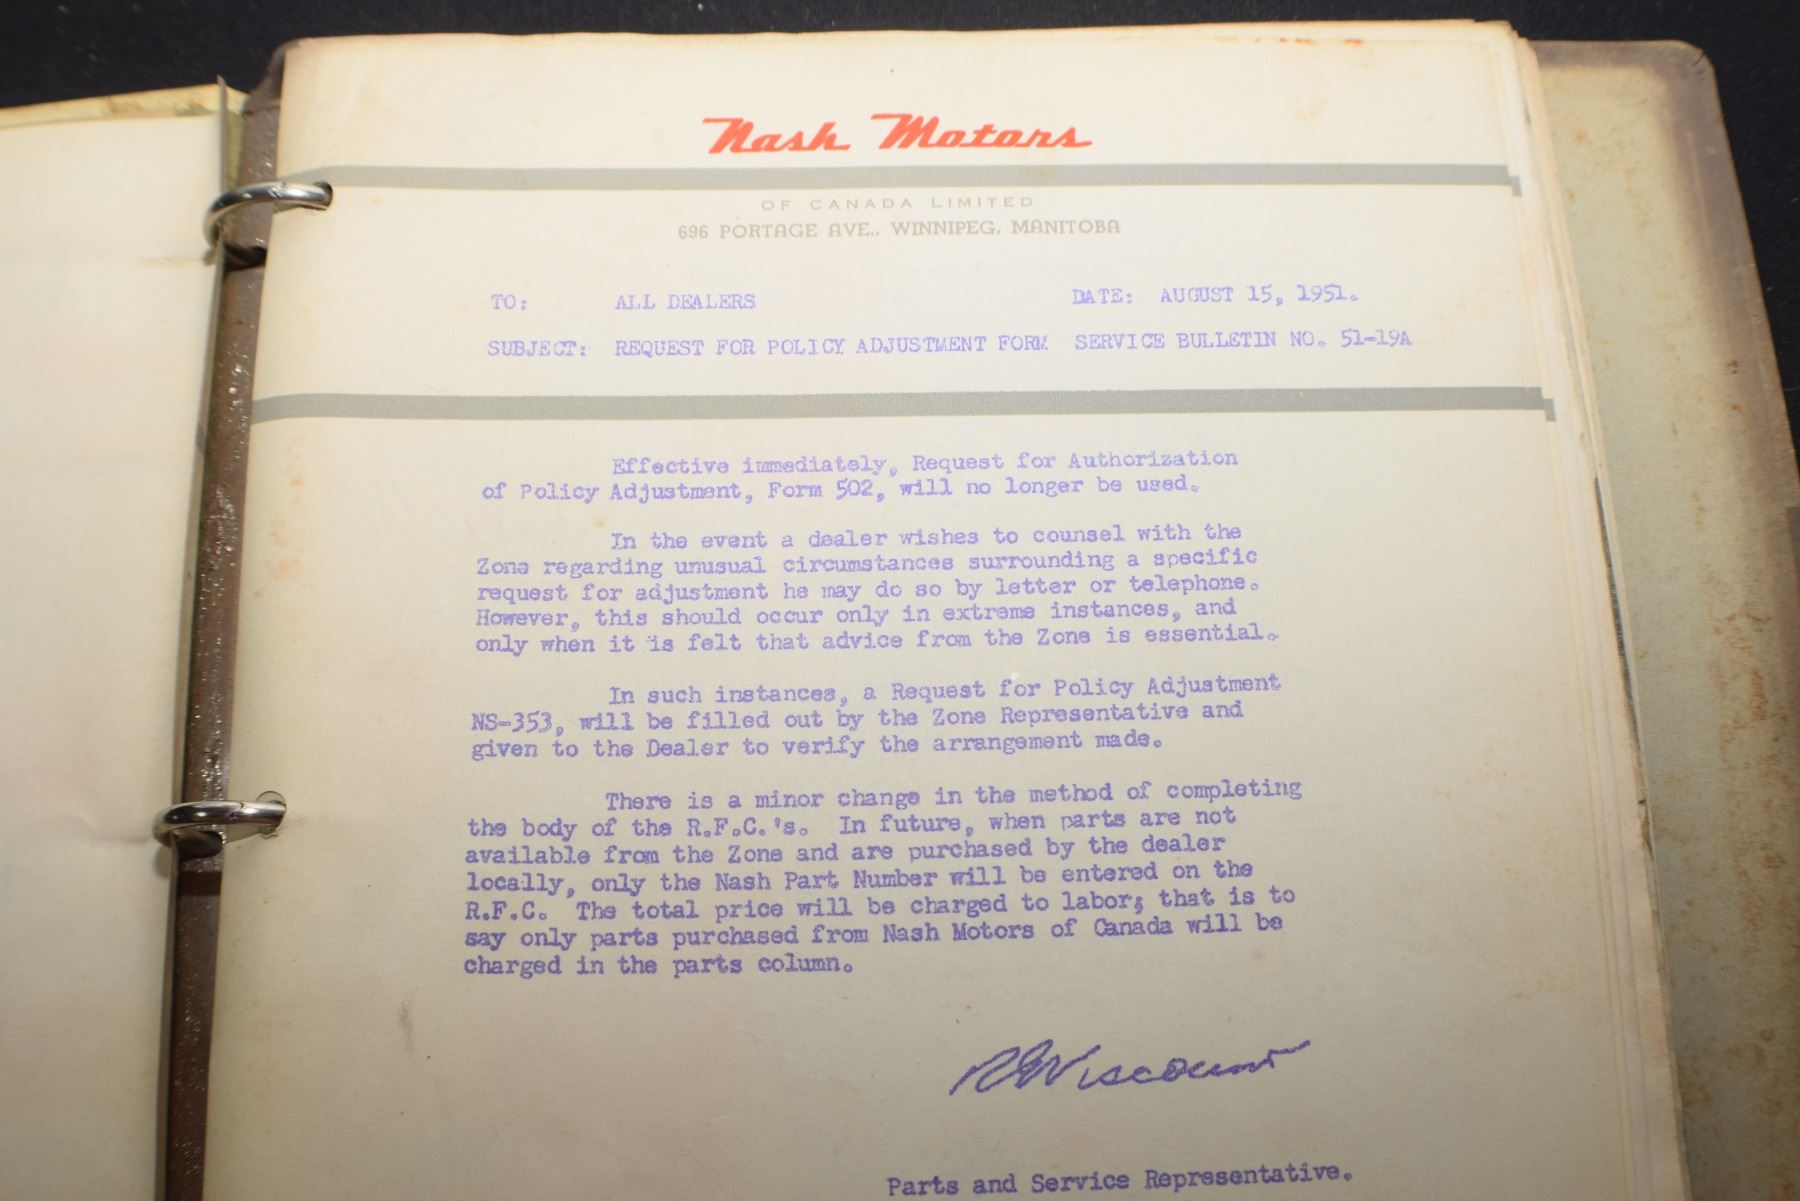 Nash Motors
OF CANADA LIMITED
696 PORTAGE AVE., WINNIPEG, MANITOBA
TO: ALL DEALERS DATE: AUGUST 15, 1951.
SUBJECT: REQUEST FOR POLICY ADJUSTMENT FORM SERVICE BULLETIN NO. 51-19A
Effective immediately, Request for Authorization
of Policy Adjustment, Form 502, will no longer be used.
In the event a dealer wishes to counsel with the
Zone regarding unusual circumstances surrounding a specific
request for adjustment he may do so by letter or telephone.
However, this should occur only in extreme instances, and
only when it is felt that advice from the Zone is essential.
In such instances, a Request for Policy Adjustment
NS-353, will be filled out by the Zone Representative and
given to the Dealer to verify the arrangement made.
There is a minor change in the method of completing
the body of the R.F.C.'s. In future, when parts are not
available from the Zone and are purchased by the dealer
locally, only the Nash Part Number will be entered on the
R.F.C. The total price will be charged to labor; that is to
say only parts purchased from Nash Motors of Canada will be
charged in the parts column.
Parts and Service Representative.